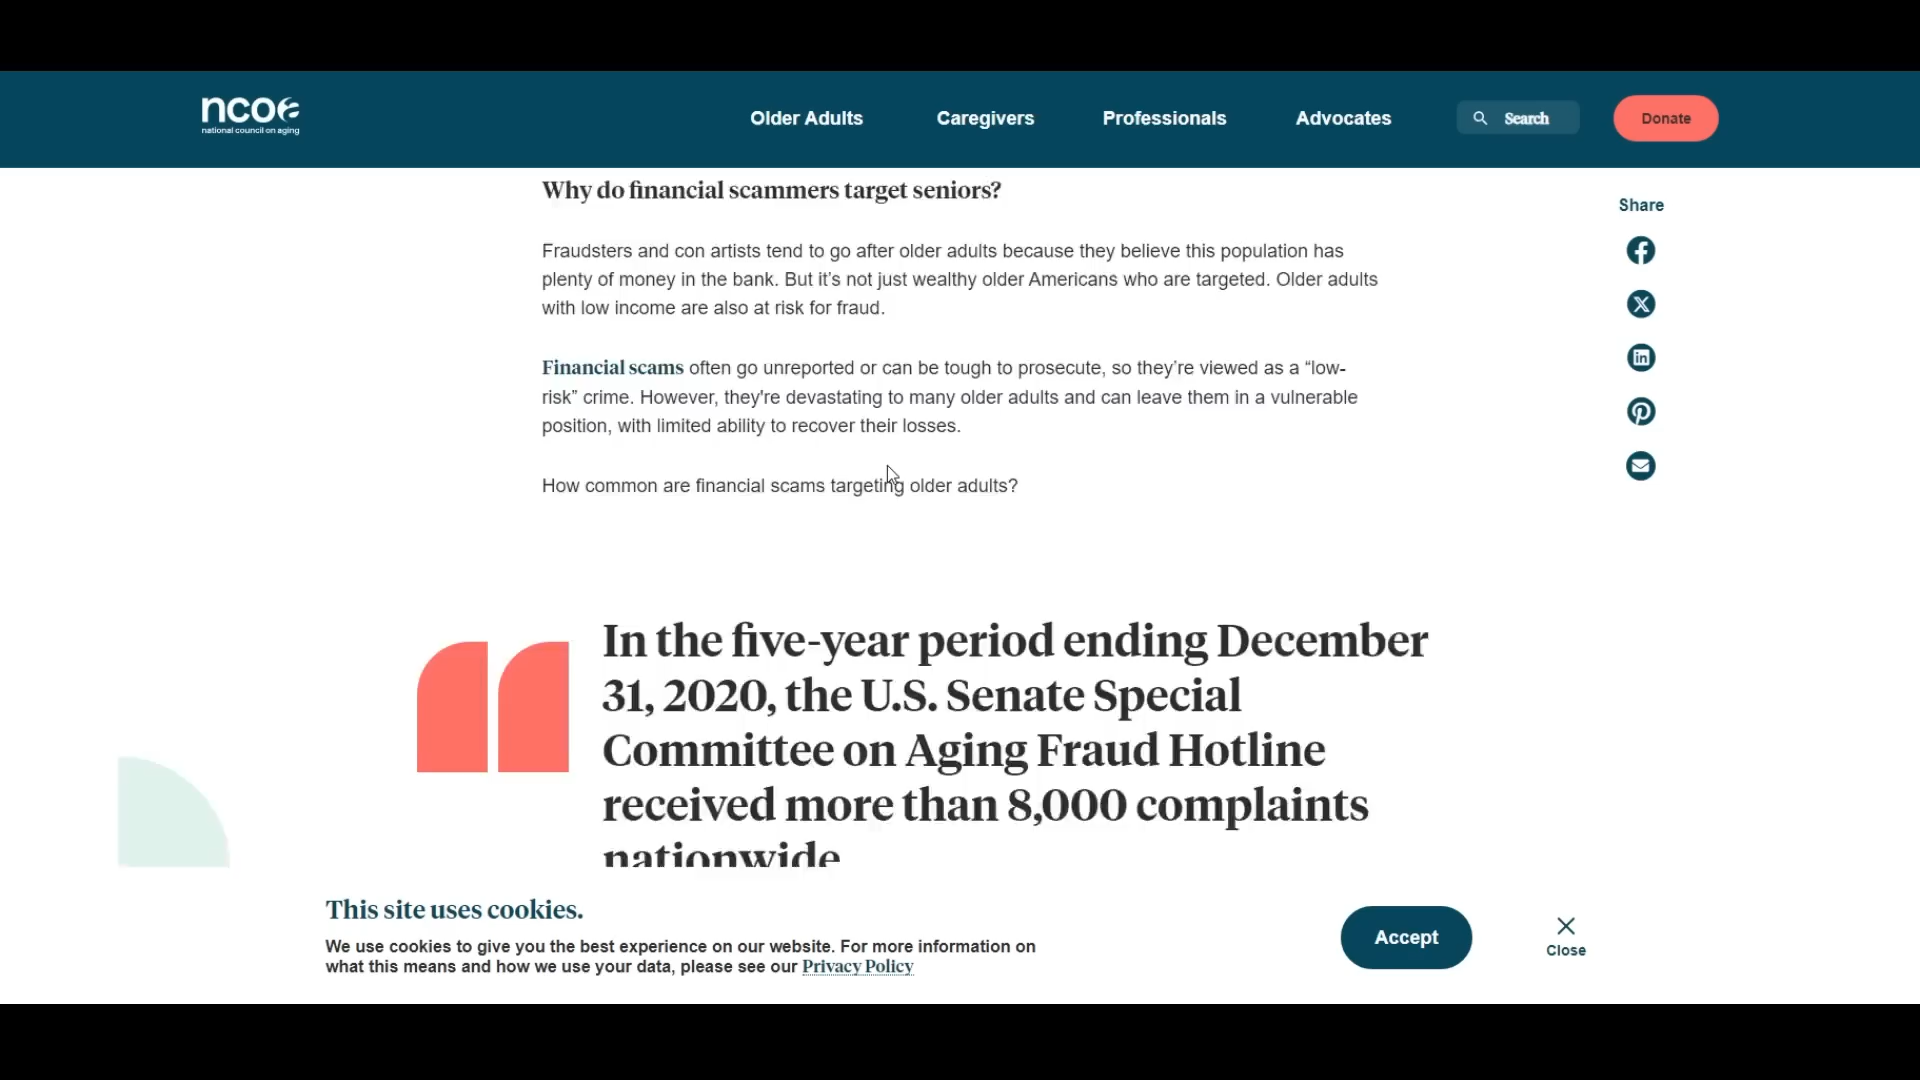 ncoa
national council on aging
Older Adults
Caregivers
Professionals
Advocates
Search
Donate
Why do financial scammers target seniors?
Share
Fraudsters and con artists tend to go after older adults because they believe this population has
plenty of money in the bank. But it’s not just wealthy older Americans who are targeted. Older adults
with low income are also at risk for fraud.
Financial scams often go unreported or can be tough to prosecute, so they’re viewed as a “low-
risk” crime. However, they're devastating to many older adults and can leave them in a vulnerable
position, with limited ability to recover their losses.
How common are financial scams targeting older adults?
In the five-year period ending December
31, 2020, the U.S. Senate Special
Committee on Aging Fraud Hotline
received more than 8,000 complaints
nationwide
This site uses cookies.
We use cookies to give you the best experience on our website. For more information on
what this means and how we use your data, please see our Privacy Policy
Accept
Close